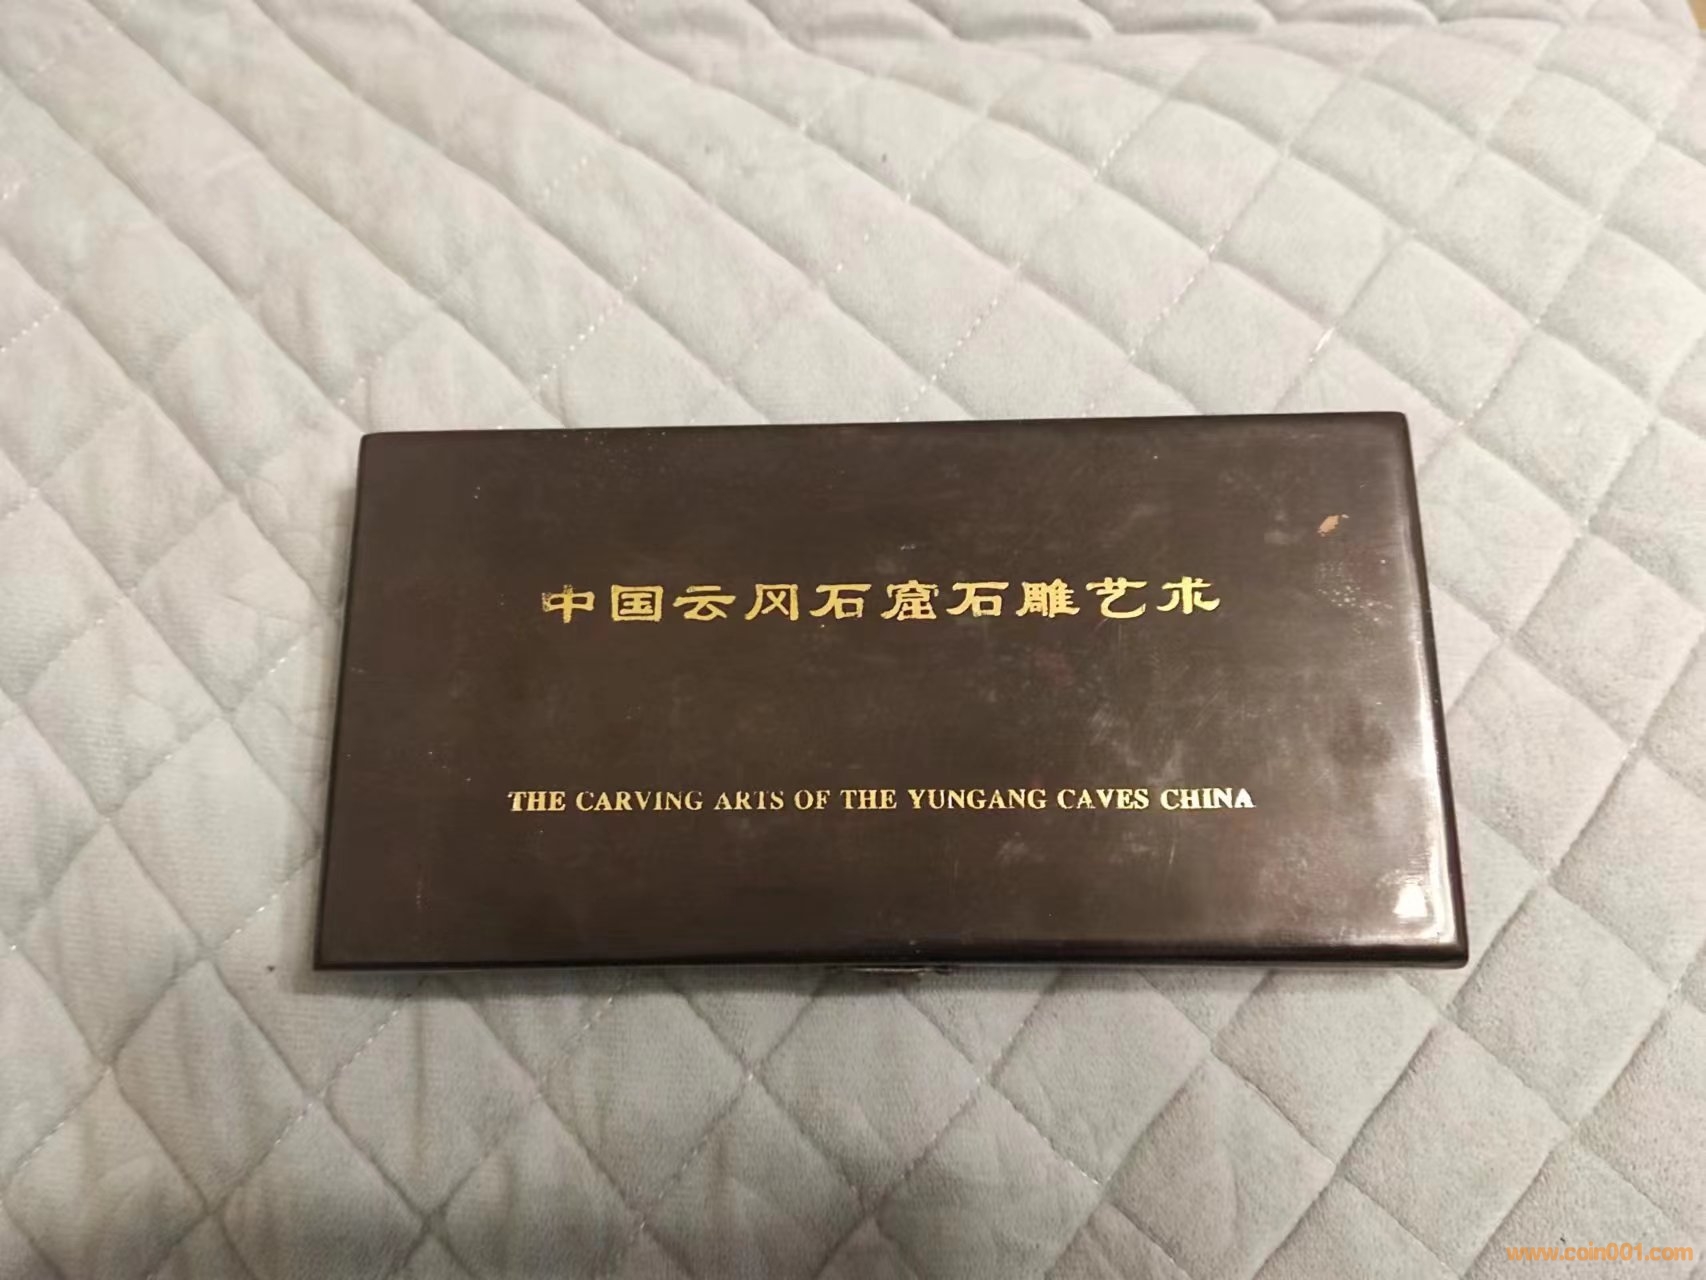 中国云冈石窟石雕艺术
THE CARVING ARTS OF THE YUNGANG CAVES CHINA
www.coin001.com